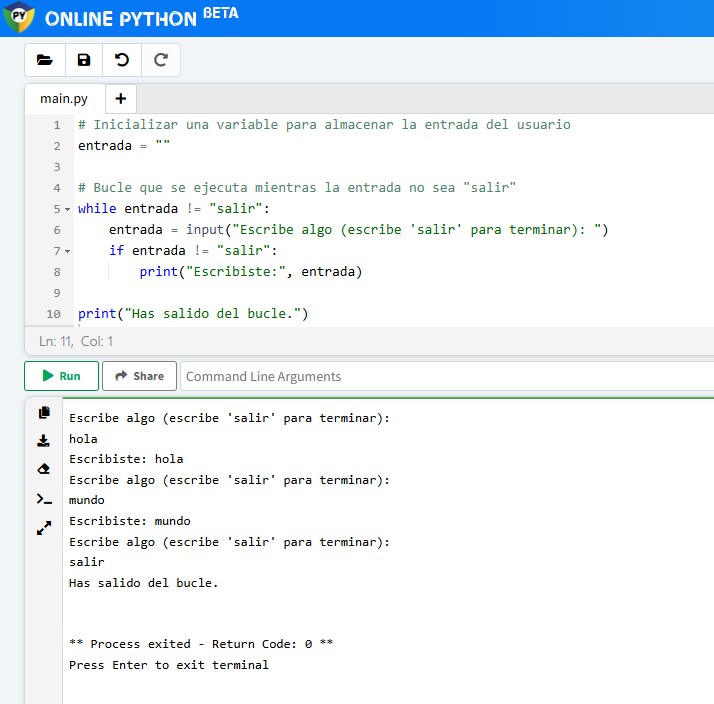 PY ONLINE PYTHON BETA
main.py +
1 # Inicializar una variable para almacenar la entrada del usuario
2 entrada = ""
3
4 # Bucle que se ejecuta mientras la entrada no sea "salir"
5 while entrada != "salir":
6     entrada = input("Escribe algo (escribe 'salir' para terminar): ")
7     if entrada != "salir":
8         print("Escribiste:", entrada)
9
10 print("Has salido del bucle.")
Ln: 11, Col: 1
Run Share Command Line Arguments
Escribe algo (escribe 'salir' para terminar):
hola
Escribiste: hola
Escribe algo (escribe 'salir' para terminar):
mundo
Escribiste: mundo
Escribe algo (escribe 'salir' para terminar):
salir
Has salido del bucle.
** Process exited - Return Code: 0 **
Press Enter to exit terminal